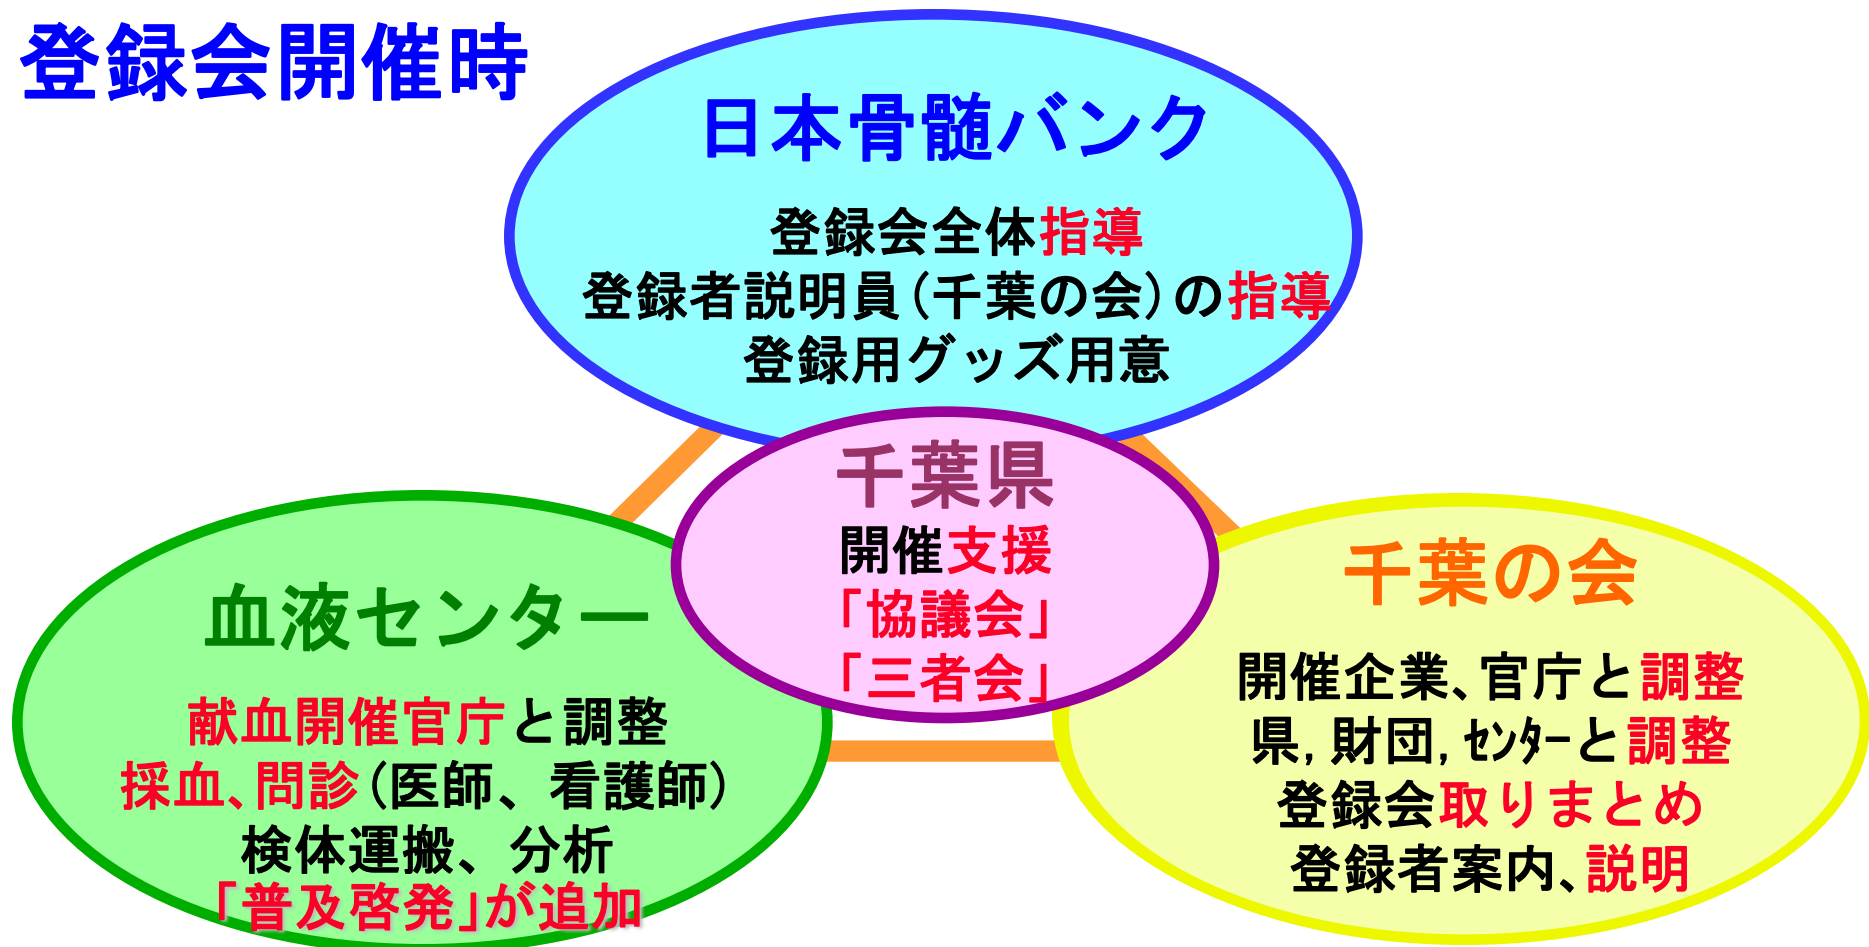 登録会開催時
日本骨髄バンク
登録会全体指導
登録者説明員(千葉の会)の指導
登録用グッズ用意
千葉県
開催支援
「協議会」
「三者会」
血液センター
献血開催官庁と調整
採血、問診(医師、看護師)
検体運搬、分析
「普及啓発」が追加
千葉の会
開催企業、官庁と調整
県,財団,ｾﾝﾀｰと調整
登録会取りまとめ
登録者案内、説明